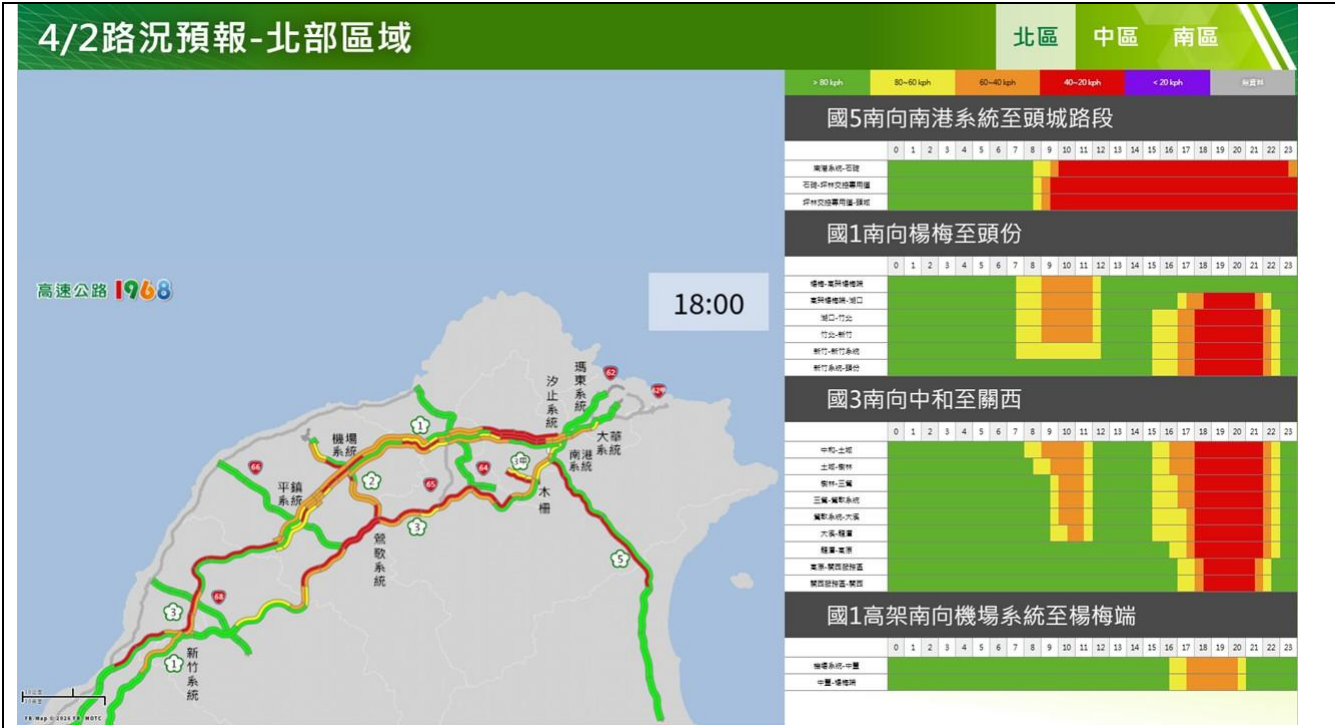 4/2路況預報-北部區域
北區 中區 南區
> 80 kph 80~60 kph 60~40 kph 40~20 kph < 20 kph 無資料
國5南向南港系統至頭城路段
0 1 2 3 4 5 6 7 8 9 10 11 12 13 14 15 16 17 18 19 20 21 22 23
南港系統-石碇
石碇-坪林交控專用道
坪林交控專用道-頭城
國1南向楊梅至頭份
0 1 2 3 4 5 6 7 8 9 10 11 12 13 14 15 16 17 18 19 20 21 22 23
楊梅-高架楊梅端
高架楊梅端-湖口
湖口-竹北
竹北-新竹
新竹-新竹系統
新竹系統-頭份
國3南向中和至關西
0 1 2 3 4 5 6 7 8 9 10 11 12 13 14 15 16 17 18 19 20 21 22 23
中和-土城
土城-樹林
樹林-三鶯
三鶯-鶯歌系統
鶯歌系統-大溪
大溪-龍潭
龍潭-高原
高原-關西服務區
關西服務區-關西
國1高架南向機場系統至楊梅端
0 1 2 3 4 5 6 7 8 9 10 11 12 13 14 15 16 17 18 19 20 21 22 23
機場系統-中壢
中豐-楊梅端
高速公路1968
18:00
瑪東系統
62
62甲
汐止系統
大華系統
南港系統
機場系統
1
66
2
65
64
3甲
木柵
平鎮系統
3
鶯歌系統
5
68
3
1
新竹系統